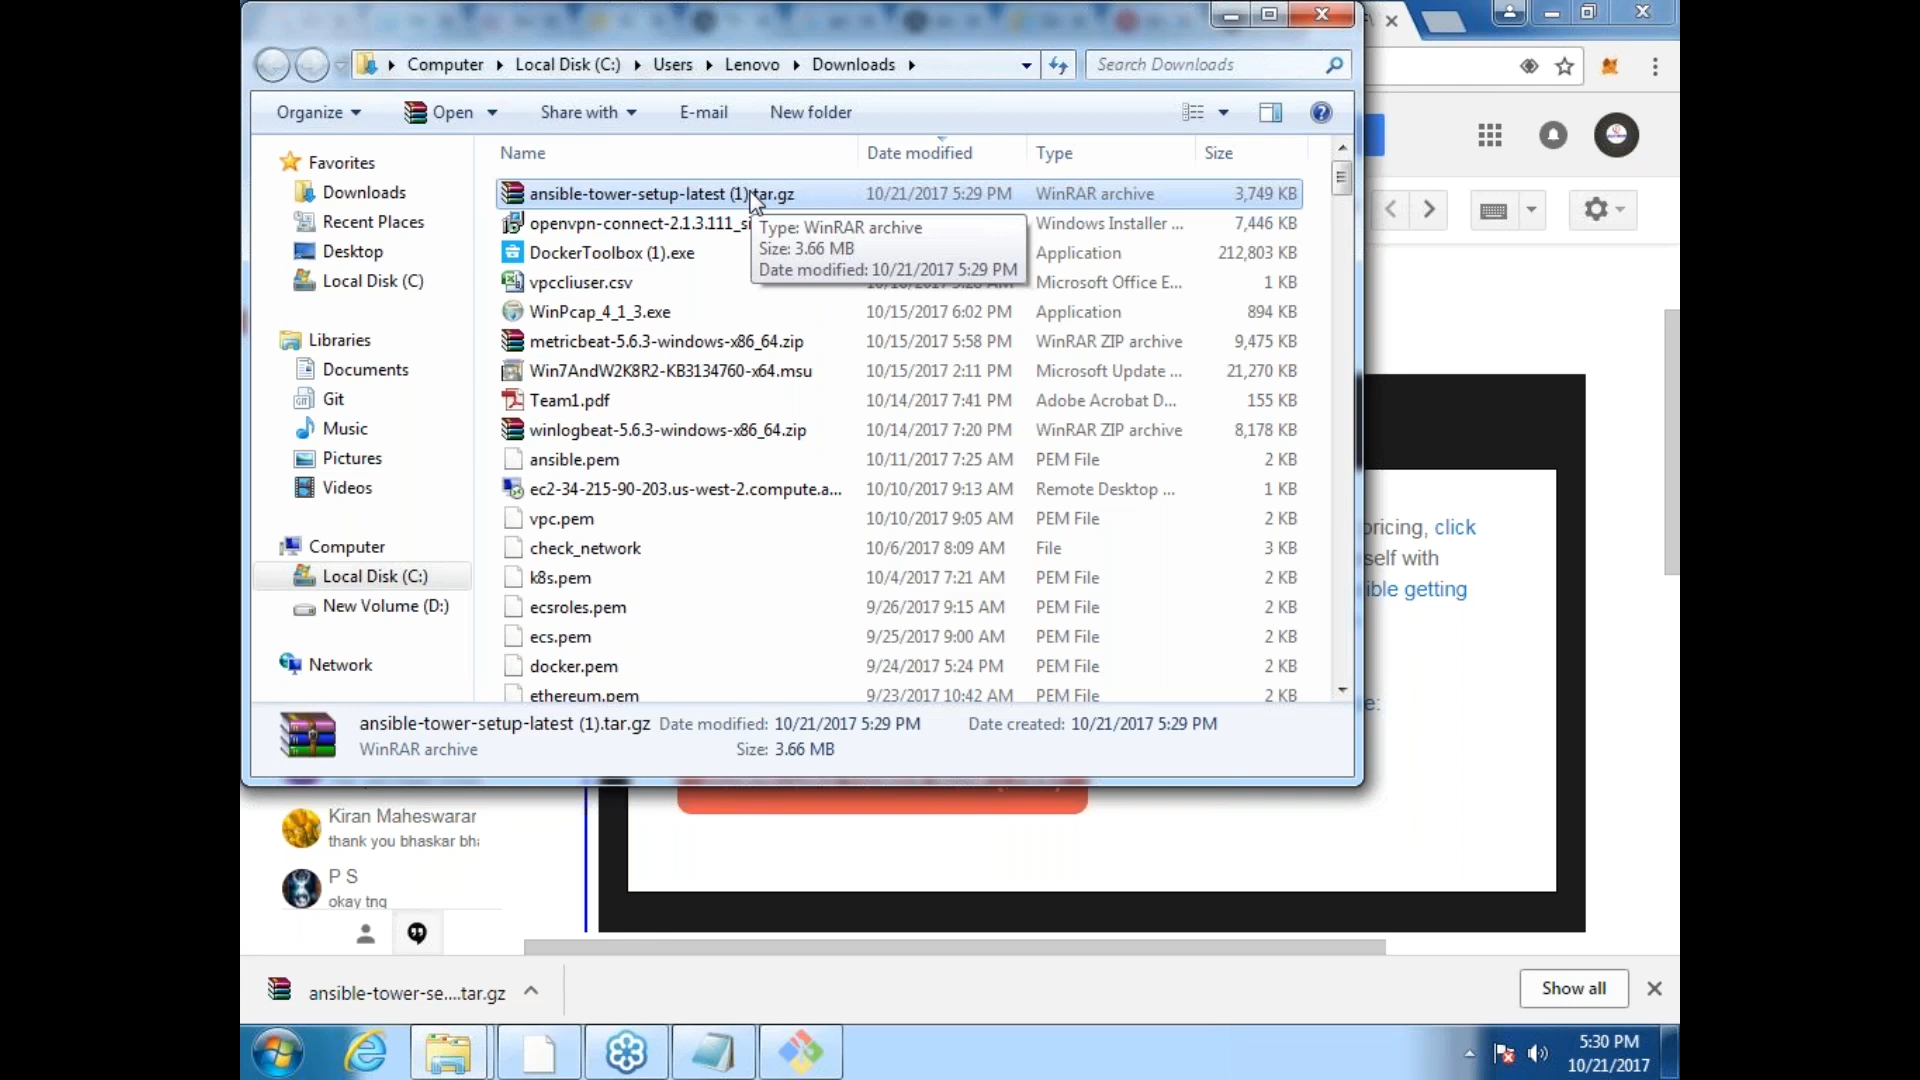 Computer Local Disk (C:) Users Lenovo Downloads
Search Downloads
Organize Open Share with E-mail New folder
Name Date modified Type Size
Favorites
Downloads
Recent Places
Desktop
Local Disk (C)
Libraries
Documents
Git
Music
Pictures
Videos
Computer
Local Disk (C:)
New Volume (D:)
Network
ansible-tower-setup-latest (1).tar.gz 10/21/2017 5:29 PM WinRAR archive 3,749 KB
openvpn-connect-2.1.3.111_si Windows Installer ... 7,446 KB
DockerToolbox (1).exe Application 212,803 KB
vpccliuser.csv Microsoft Office E... 1 KB
WinPcap_4_1_3.exe 10/15/2017 6:02 PM Application 894 KB
metricbeat-5.6.3-windows-x86_64.zip 10/15/2017 5:58 PM WinRAR ZIP archive 9,475 KB
Win7AndW2K8R2-KB3134760-x64.msu 10/15/2017 2:11 PM Microsoft Update ... 21,270 KB
Team1.pdf 10/14/2017 7:41 PM Adobe Acrobat D... 155 KB
winlogbeat-5.6.3-windows-x86_64.zip 10/14/2017 7:20 PM WinRAR ZIP archive 8,178 KB
ansible.pem 10/11/2017 7:25 AM PEM File 2 KB
ec2-34-215-90-203.us-west-2.compute.a... 10/10/2017 9:13 AM Remote Desktop ... 1 KB
vpc.pem 10/10/2017 9:05 AM PEM File 2 KB
check_network 10/6/2017 8:09 AM File 3 KB
k8s.pem 10/4/2017 7:21 AM PEM File 2 KB
ecsroles.pem 9/26/2017 9:15 AM PEM File 2 KB
ecs.pem 9/25/2017 9:00 AM PEM File 2 KB
docker.pem 9/24/2017 5:24 PM PEM File 2 KB
ethereum.pem 9/23/2017 10:42 AM PEM File 2 KB
Type: WinRAR archive
Size: 3.66 MB
Date modified: 10/21/2017 5:29 PM
ansible-tower-setup-latest (1).tar.gz Date modified: 10/21/2017 5:29 PM Date created: 10/21/2017 5:29 PM
WinRAR archive Size: 3.66 MB
pricing, click
self with
ible getting
e:
Kiran Maheswarar
thank you bhaskar bha
P S
okay tnq
ansible-tower-se....tar.gz
Show all
5:30 PM
10/21/2017